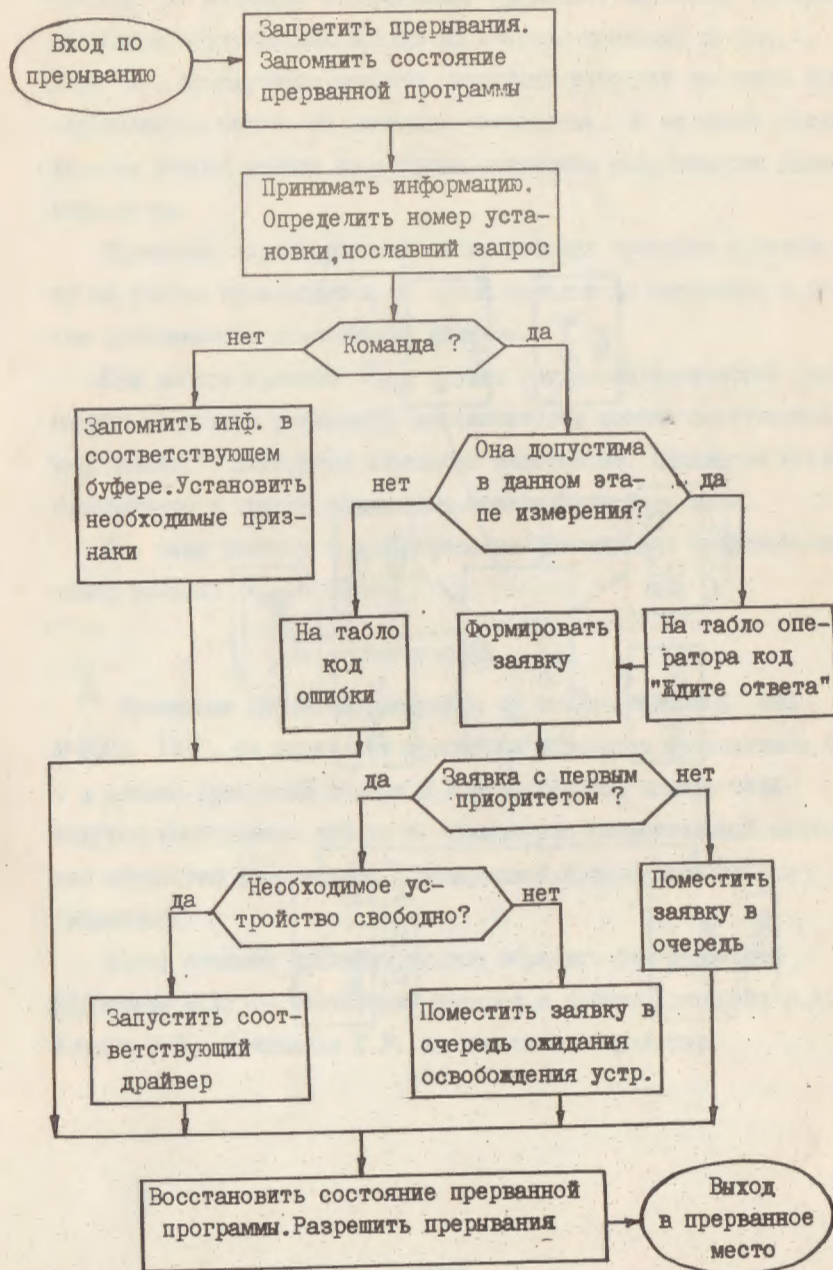 Вход по
прерыванию
Запретить прерывания.
Запомнить состояние
прерванной программы
Принимать информацию.
Определить номер уста-
новки, пославший запрос
нет
Команда ?
да
Запомнить инф. в
соответствующем
буфере. Установить
необходимые приз-
наки
нет
Она допустима
в данном эта-
пе измерения?
да
На табло
код
ошибки
Формировать
заявку
На табло опе-
ратора код
"Ждите ответа"
да
Заявка с первым
приоритетом ?
нет
да
Необходимое ус-
тройство свободно?
нет
Поместить
заявку в
очередь
Запустить соот-
ветствующий
драйвер
Поместить заявку в
очередь ожидания
освобождения устр.
Восстановить состояние прерванной
программы. Разрешить прерывания
Выход
в прерванное
место